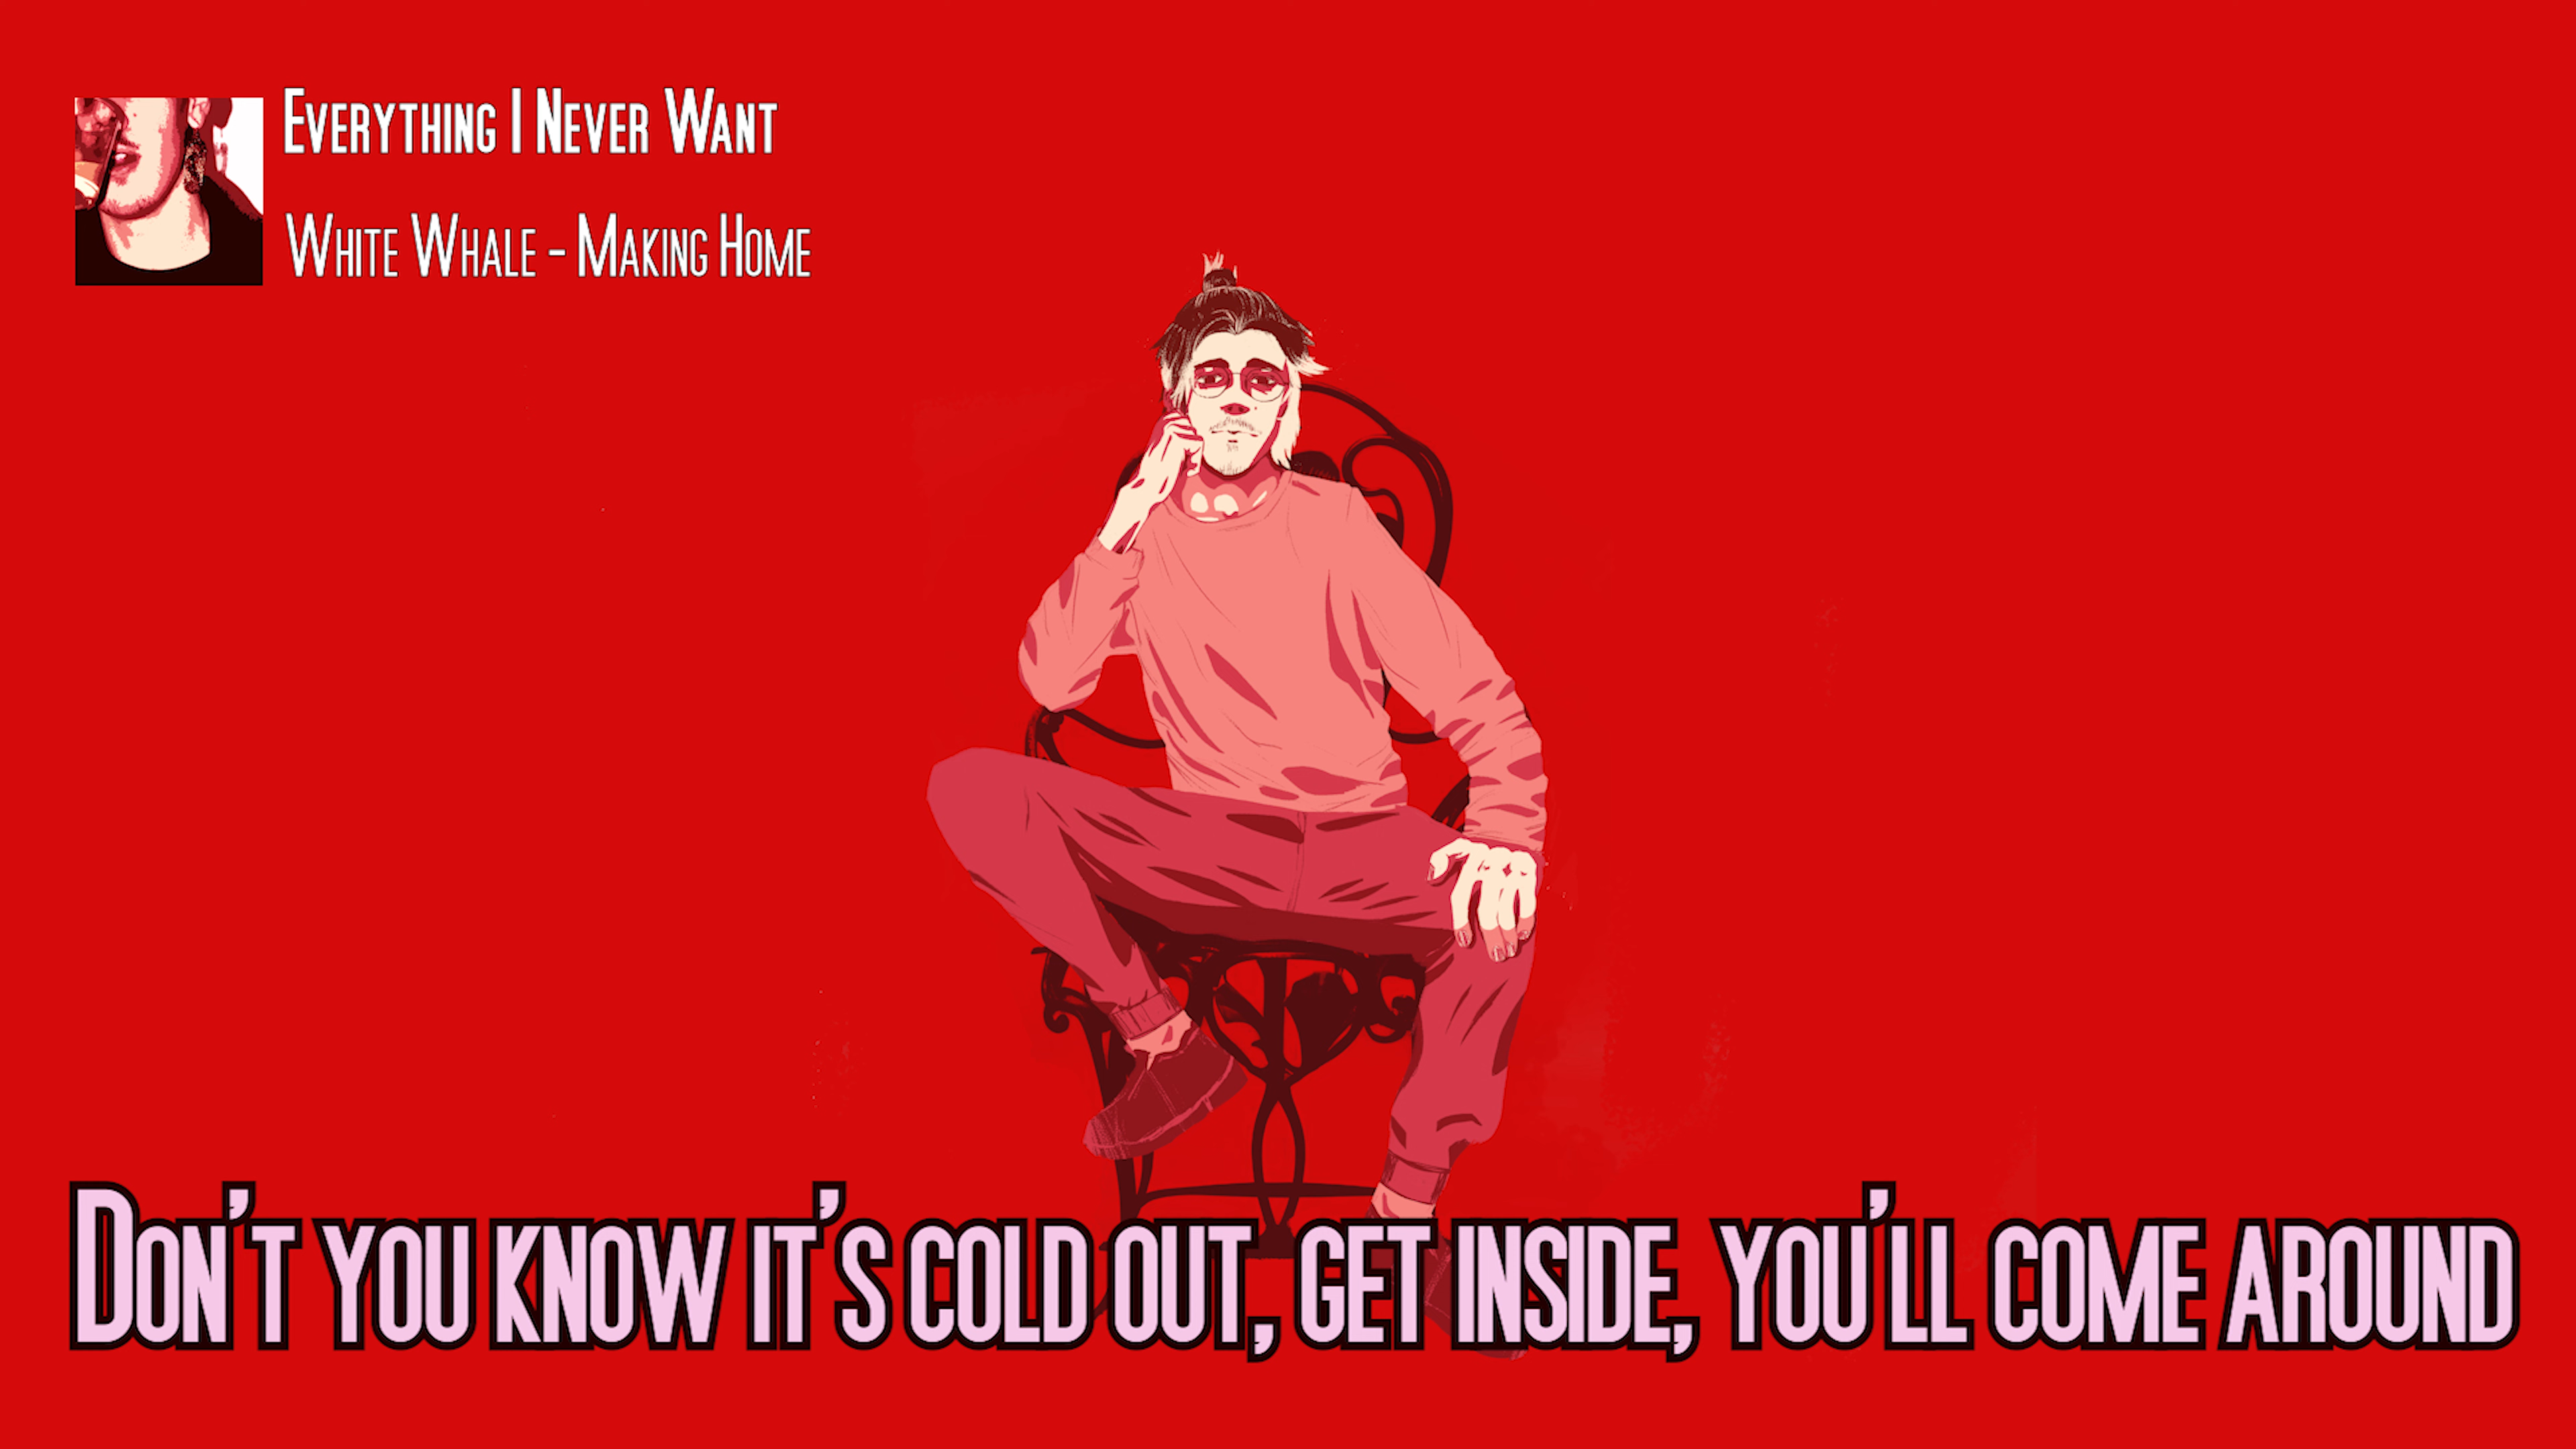 Everything I Never Want
White Whale - Making Home
Don't you know it's cold out, get inside, you'll come around